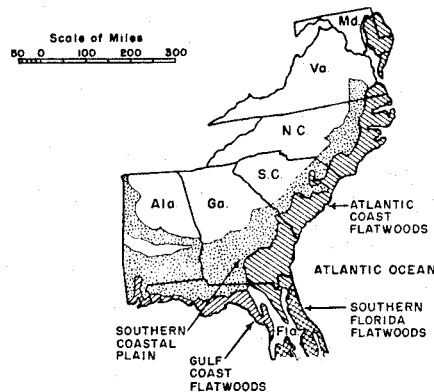 Scale of Miles
50 0 100 200 300
Md.
Va.
N.C.
S.C.
Ala.
Ga.
ATLANTIC
COAST
FLATWOODS
ATLANTIC OCEAN
SOUTHERN
FLORIDA
FLATWOODS
Fla.
SOUTHERN
COASTAL
PLAIN
GULF
COAST
FLATWOODS